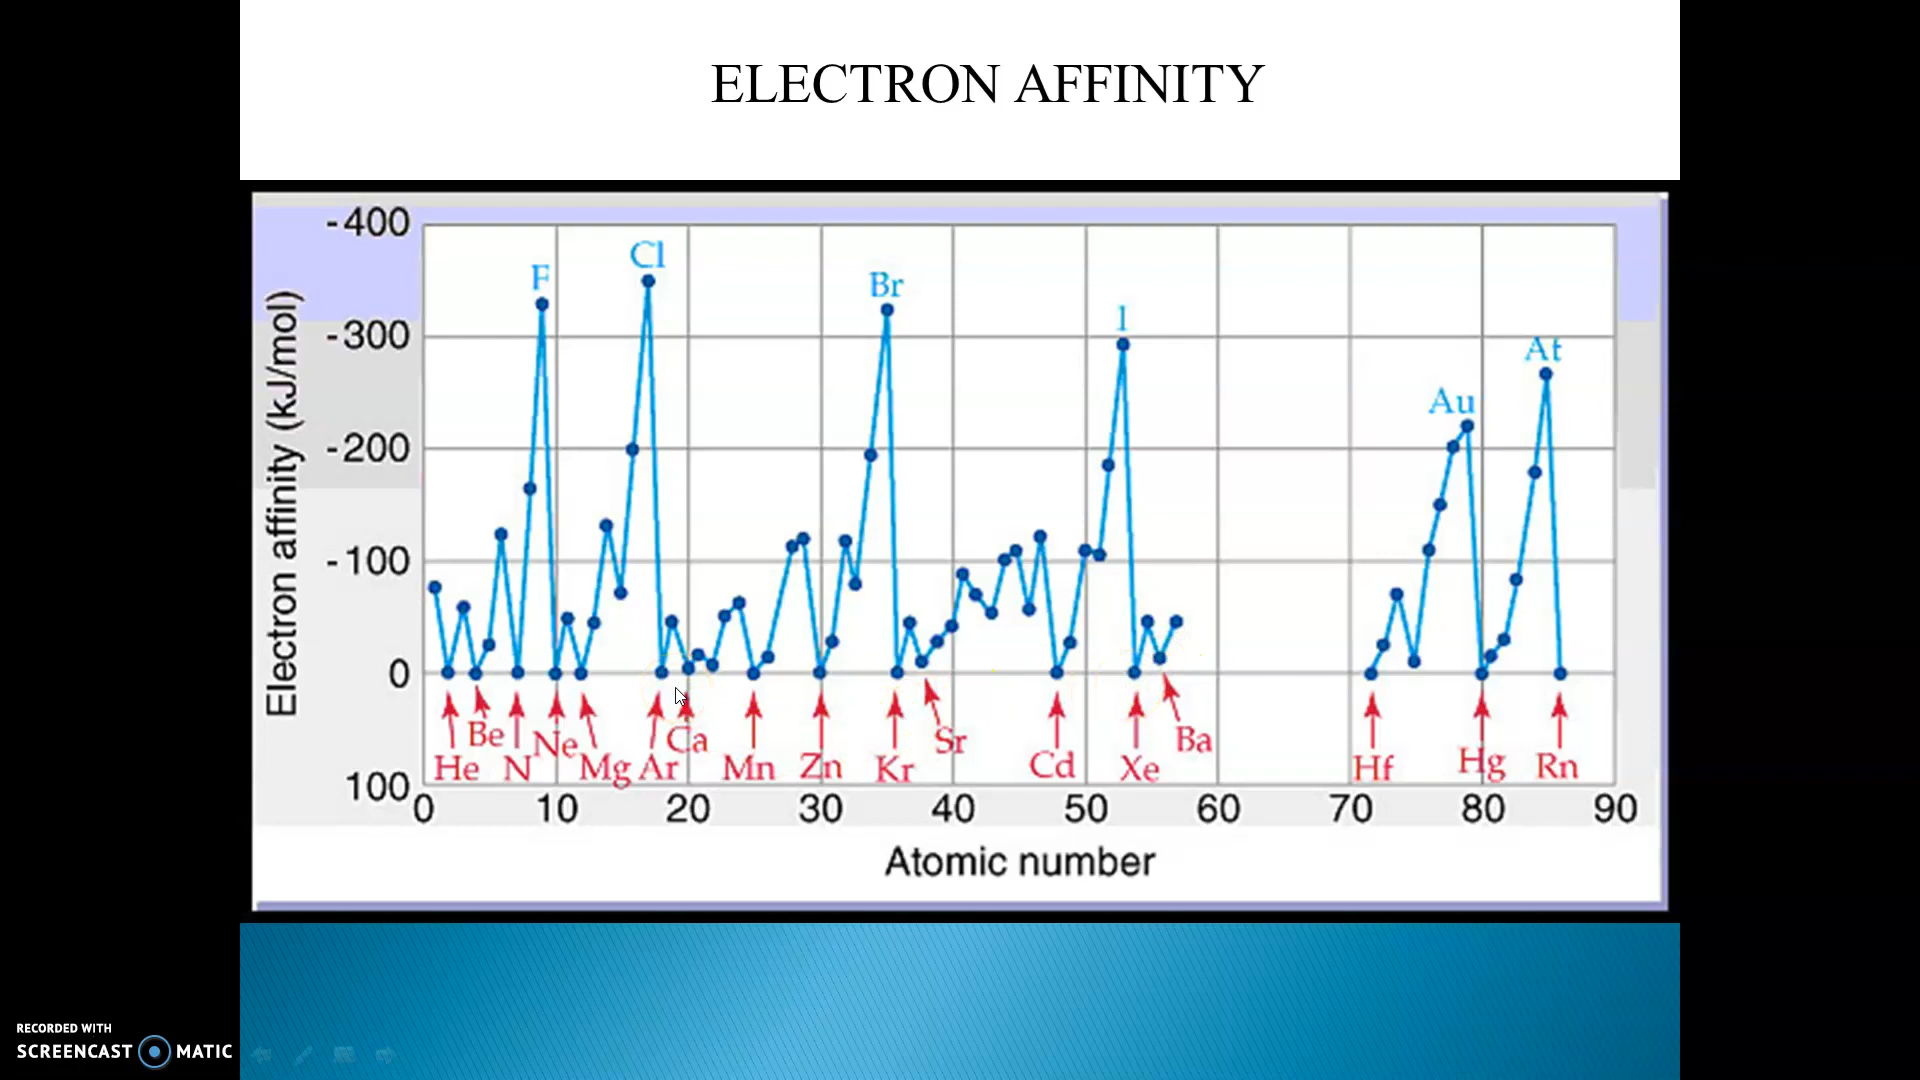 ELECTRON AFFINITY
Electron affinity (kJ/mol)
-400
-300
-200
-100
0
100
F
Cl
Br
I
Au
At
He
Be
N
Ne
Mg
Ar
Ca
Mn
Zn
Kr
Sr
Cd
Xe
Ba
Hf
Hg
Rn
0 10 20 30 40 50 60 70 80 90
Atomic number
RECORDED WITH
SCREENCAST MATIC